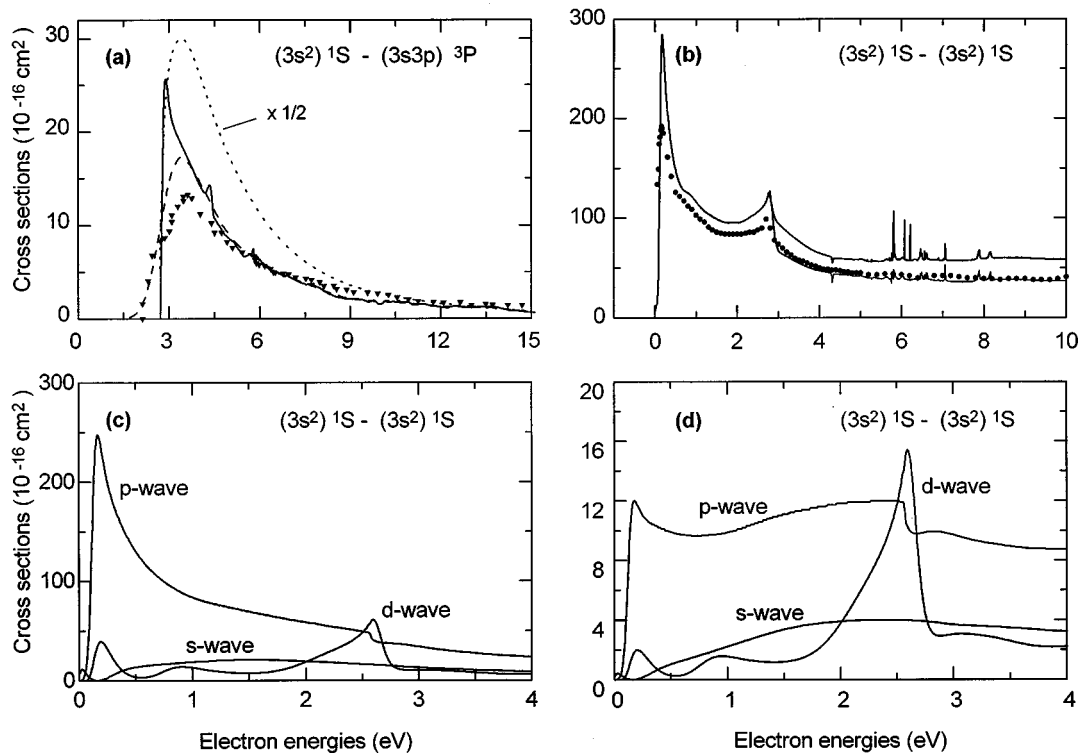 (a) (3s²) ¹S - (3s3p) ³P
x 1/2
30
20
10
0
0 3 6 9 12 15
Cross sections (10 ⁻¹⁶ cm²)
(b) (3s²) ¹S - (3s²) ¹S
300
200
100
0
0 2 4 6 8 10
(c) (3s²) ¹S - (3s²) ¹S
p-wave
d-wave
s-wave
300
200
100
0
0 1 2 3 4
Cross sections (10 ⁻¹⁶ cm²)
Electron energies (eV)
(d) (3s²) ¹S - (3s²) ¹S
d-wave
p-wave
s-wave
20
16
12
8
4
0
0 1 2 3 4
Electron energies (eV)